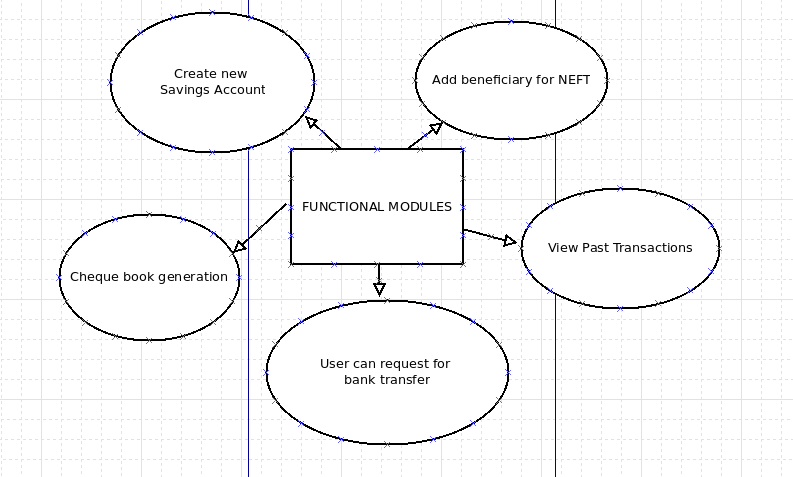 Create new
Savings Account
Add beneficiary for NEFT
FUNCTIONAL MODULES
View Past Transactions
Cheque book generation
User can request for
bank transfer